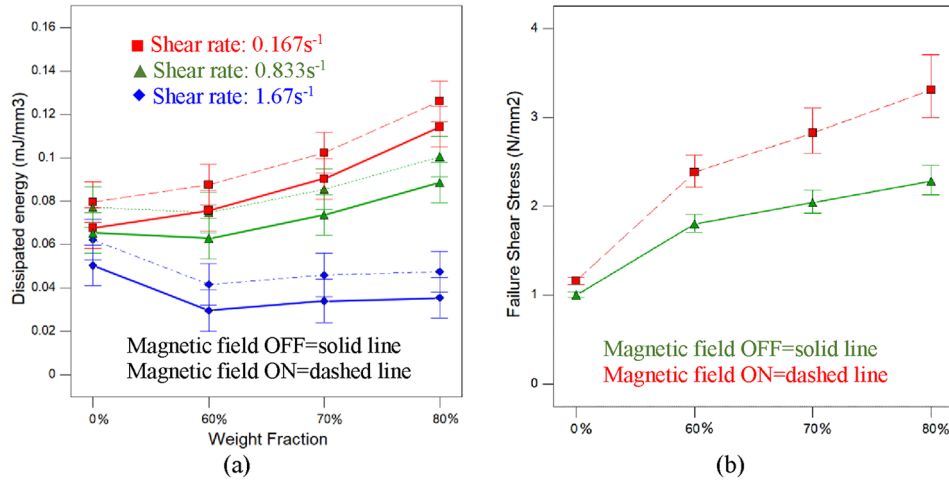 0.16
0.14
0.12
0.1
0.08
0.06
0.04
0.02
0
Dissipated energy (mJ/mm3)
Shear rate: 0.167s⁻¹
Shear rate: 0.833s⁻¹
Shear rate: 1.67s⁻¹
Magnetic field OFF=solid line
Magnetic field ON=dashed line
0% 60% 70% 80%
Weight Fraction
(a)
4
3
2
1
0
Failure Shear Stress (N/mm2)
Magnetic field OFF=solid line
Magnetic field ON=dashed line
0% 60% 70% 80%
(b)